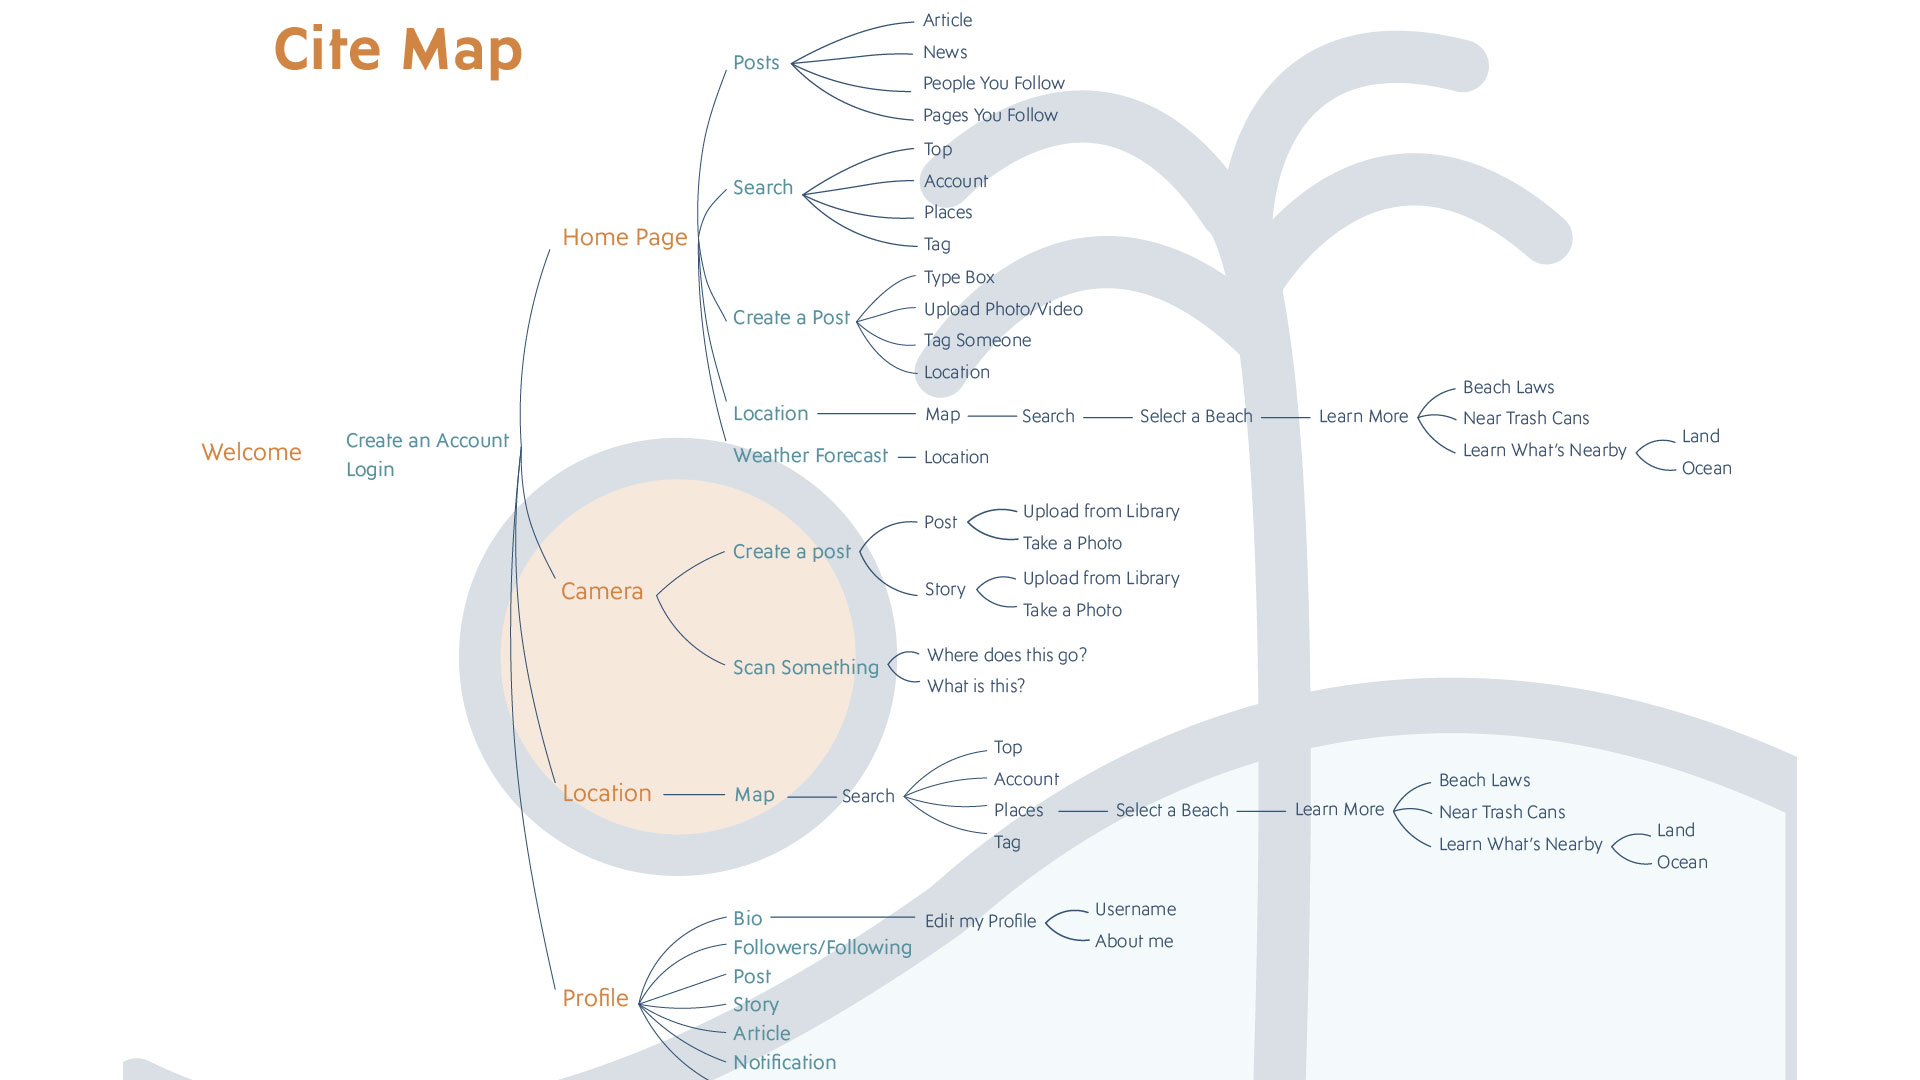 Cite Map
Welcome
Create an Account
Login
Home Page
Posts
Article
News
People You Follow
Pages You Follow
Search
Top
Account
Places
Tag
Create a Post
Type Box
Upload Photo/Video
Tag Someone
Location
Location
Map
Search
Select a Beach
Learn More
Beach Laws
Near Trash Cans
Learn What's Nearby
Land
Ocean
Weather Forecast
Location
Camera
Create a post
Post
Upload from Library
Take a Photo
Story
Upload from Library
Take a Photo
Scan Something
Where does this go?
What is this?
Location
Map
Search
Top
Account
Places
Tag
Select a Beach
Learn More
Beach Laws
Near Trash Cans
Learn What's Nearby
Land
Ocean
Profile
Bio
Edit my Profile
Username
About me
Followers/Following
Post
Story
Article
Notification